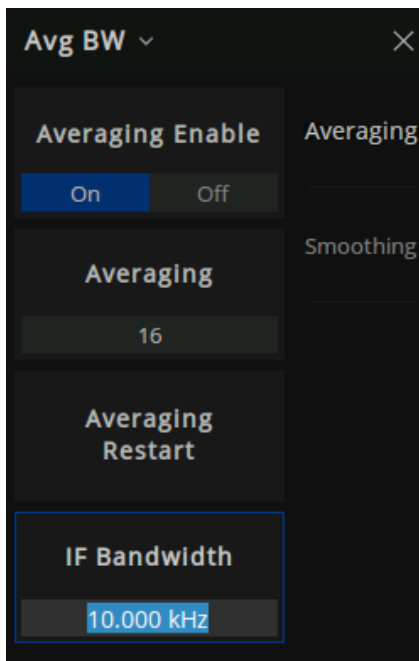 Avg BW
Averaging Enable
On Off
Averaging
16
Averaging
Restart
IF Bandwidth
10.000 kHz
Averaging
Smoothing